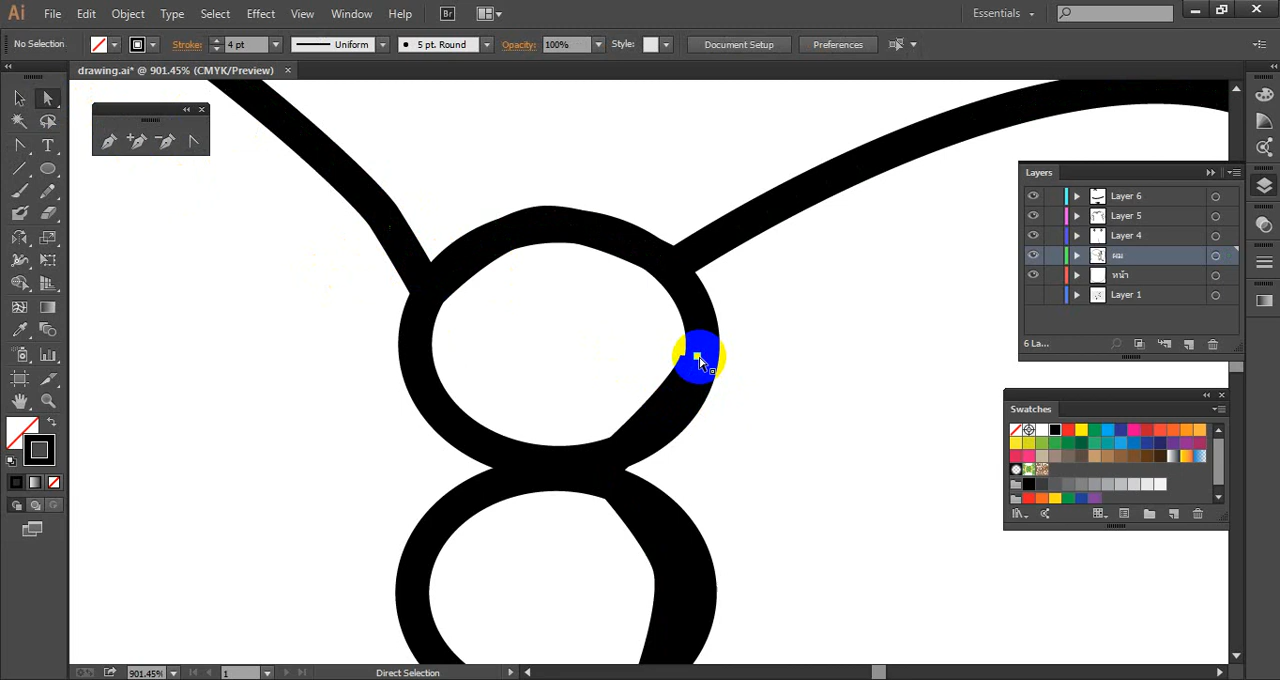 Ai File Edit Object Type Select Effect View Window Help Br Essentials
No Selection Stroke: 4 pt Uniform 5 pt. Round Opacity: 100% Style: Document Setup Preferences
drawing.ai* @ 901.45% (CMYK/Preview)
Layers
Layer 6
Layer 5
Layer 4
ผม
หน้า
Layer 1
6 La...
Swatches
901.45% 1 Direct Selection